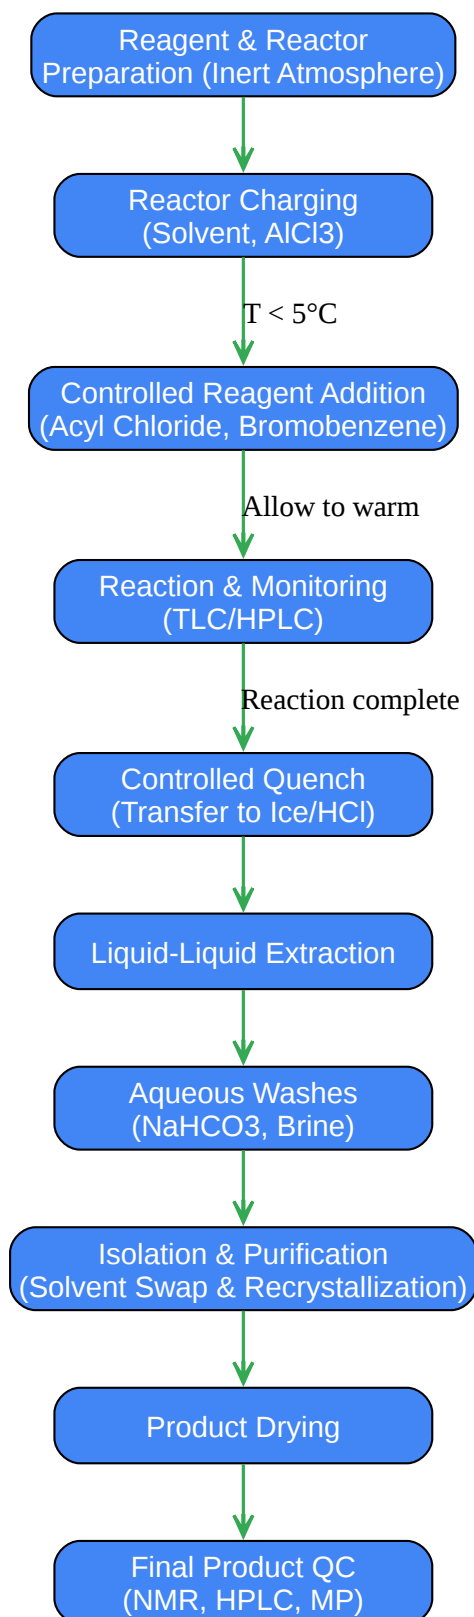 Reagent & Reactor
Preparation (Inert Atmosphere)
Reactor Charging
(Solvent, AlCl3)
T < 5°C
Controlled Reagent Addition
(Acyl Chloride, Bromobenzene)
Allow to warm
Reaction & Monitoring
(TLC/HPLC)
Reaction complete
Controlled Quench
(Transfer to Ice/HCl)
Liquid-Liquid Extraction
Aqueous Washes
(NaHCO3, Brine)
Isolation & Purification
(Solvent Swap & Recrystallization)
Product Drying
Final Product QC
(NMR, HPLC, MP)